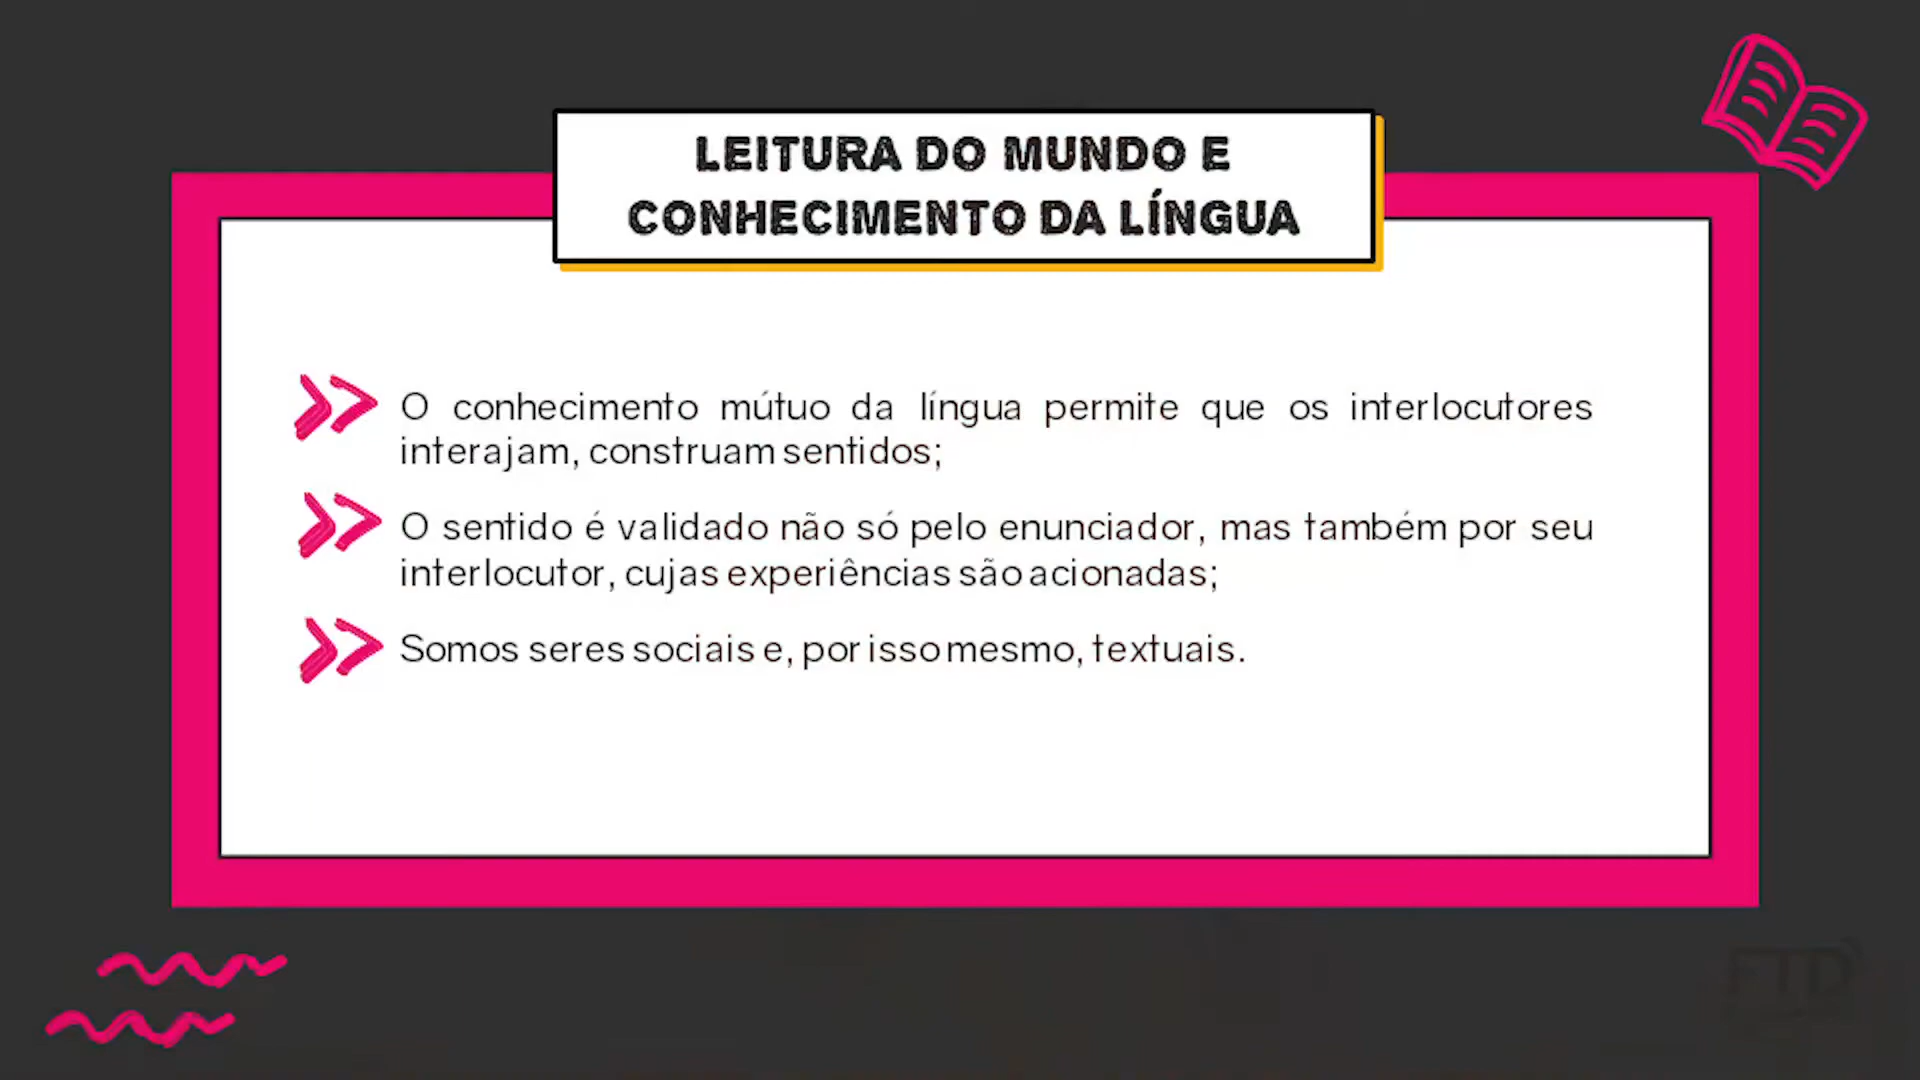 LEITURA DO MUNDO E
CONHECIMENTO DA LÍNGUA
O conhecimento mútuo da língua permite que os interlocutores
interajam, construam sentidos;
O sentido é validado não só pelo enunciador, mas também por seu
interlocutor, cujas experiências são acionadas;
Somos seres sociais e, por isso mesmo, textuais.
FTD